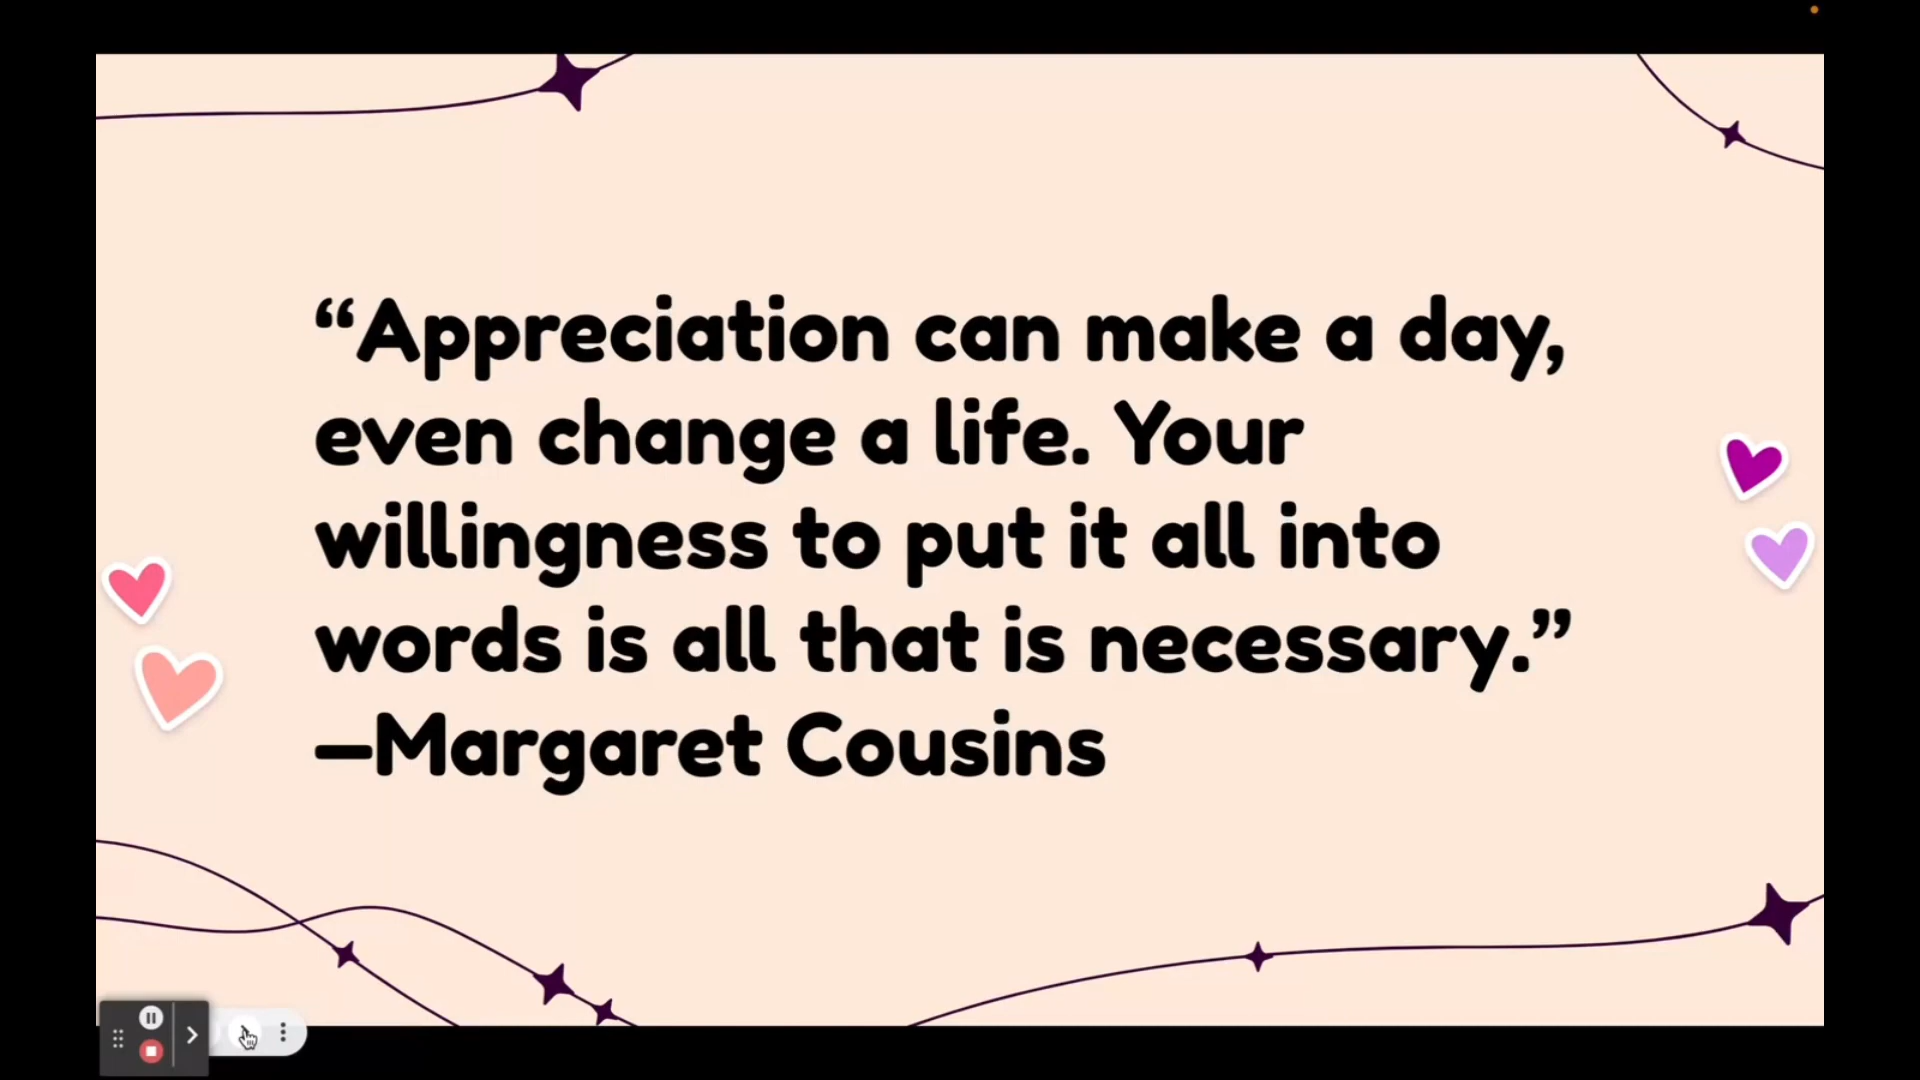 “Appreciation can make a day,
even change a life. Your
willingness to put it all into
words is all that is necessary.”
—Margaret Cousins